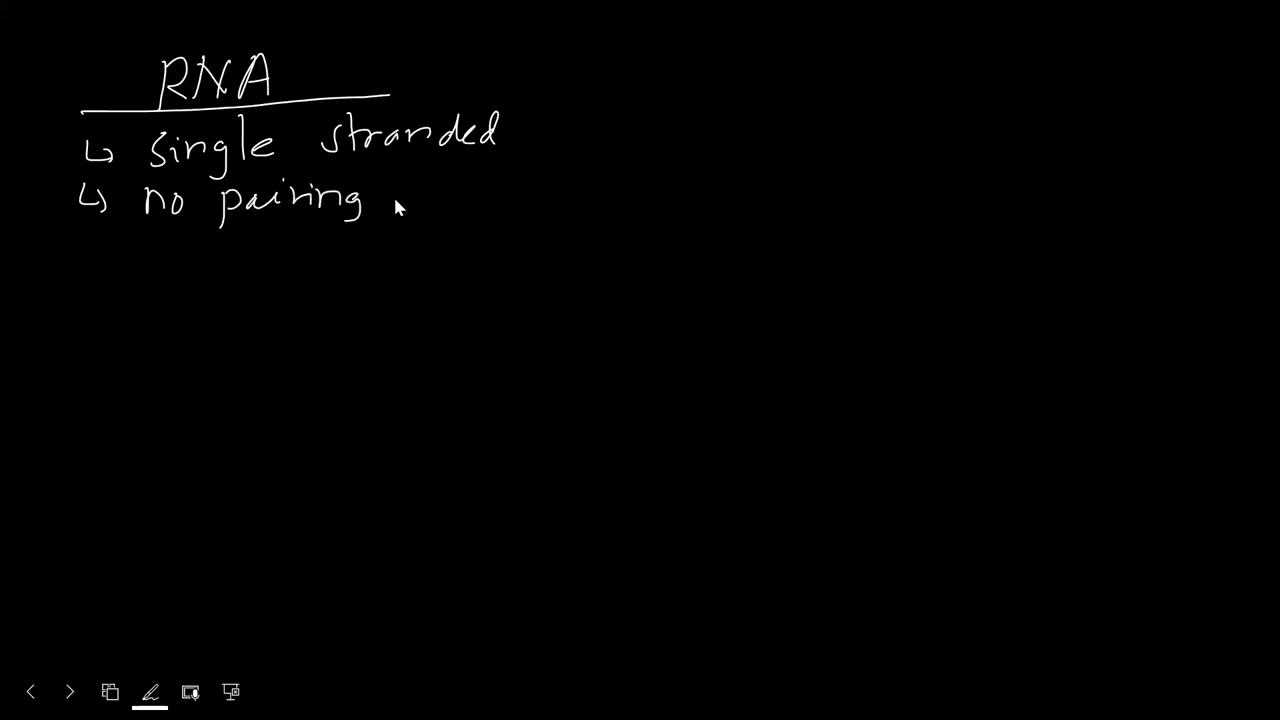 RNA
↳ single stranded
↳ no pairing